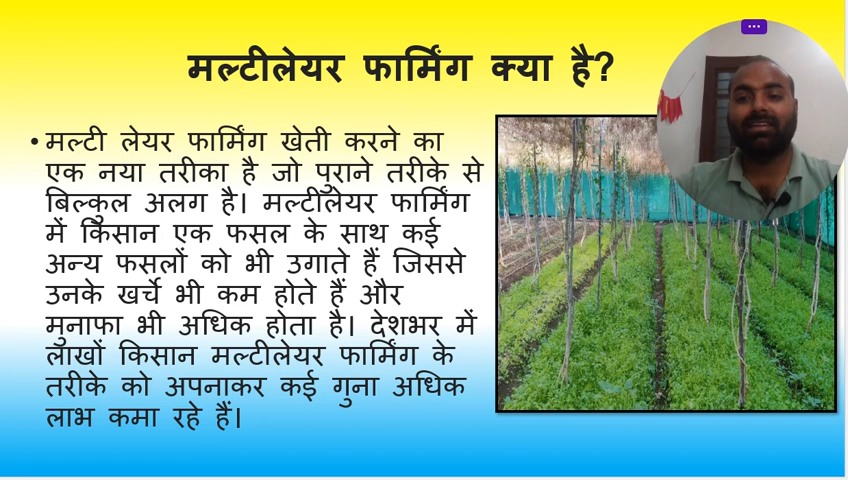 मल्टीलेयर फार्मिंग क्या है?
• मल्टी लेयर फार्मिंग खेती करने का
एक नया तरीका है जो पुराने तरीके से
बिल्कुल अलग है। मल्टीलेयर फार्मिंग
में किसान एक फसल के साथ कई
अन्य फसलों को भी उगाते हैं जिससे
उनके खर्चे भी कम होते हैं और
मुनाफा भी अधिक होता है। देशभर में
लाखों किसान मल्टीलेयर फार्मिंग के
तरीके को अपनाकर कई गुना अधिक
लाभ कमा रहे हैं।